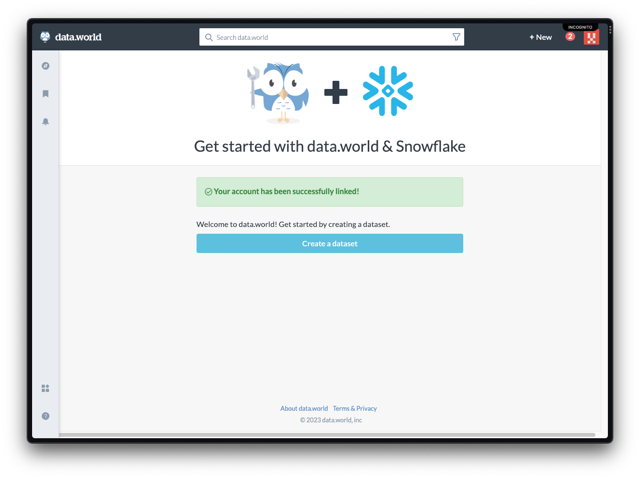 INCOGNITO
data.world
Search data.world
+ New
2
Get started with data.world & Snowflake
Your account has been successfully linked!
Welcome to data.world! Get started by creating a dataset.
Create a dataset
About data.world Terms & Privacy
© 2023 data.world, inc